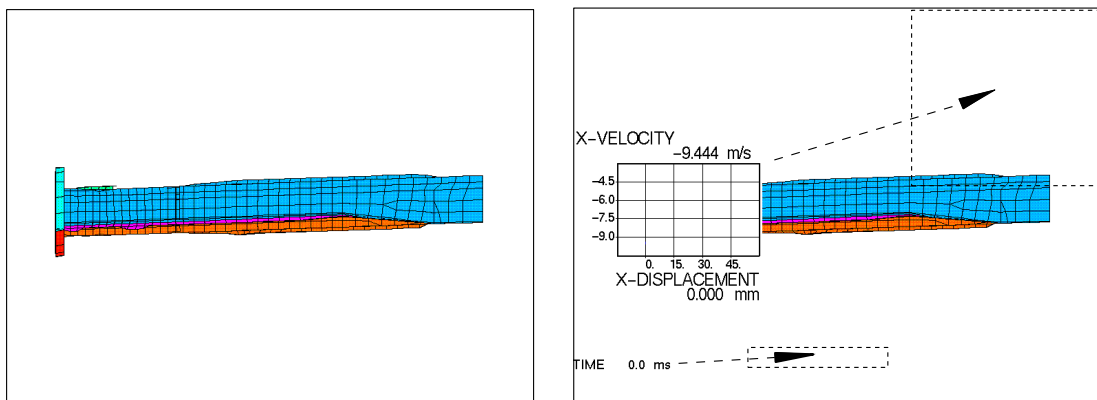 X-VELOCITY
-9.444 m/s
-4.5
-6.0
-7.5
-9.0
0. 15. 30. 45.
X-DISPLACEMENT
0.000 mm
TIME 0.0 ms